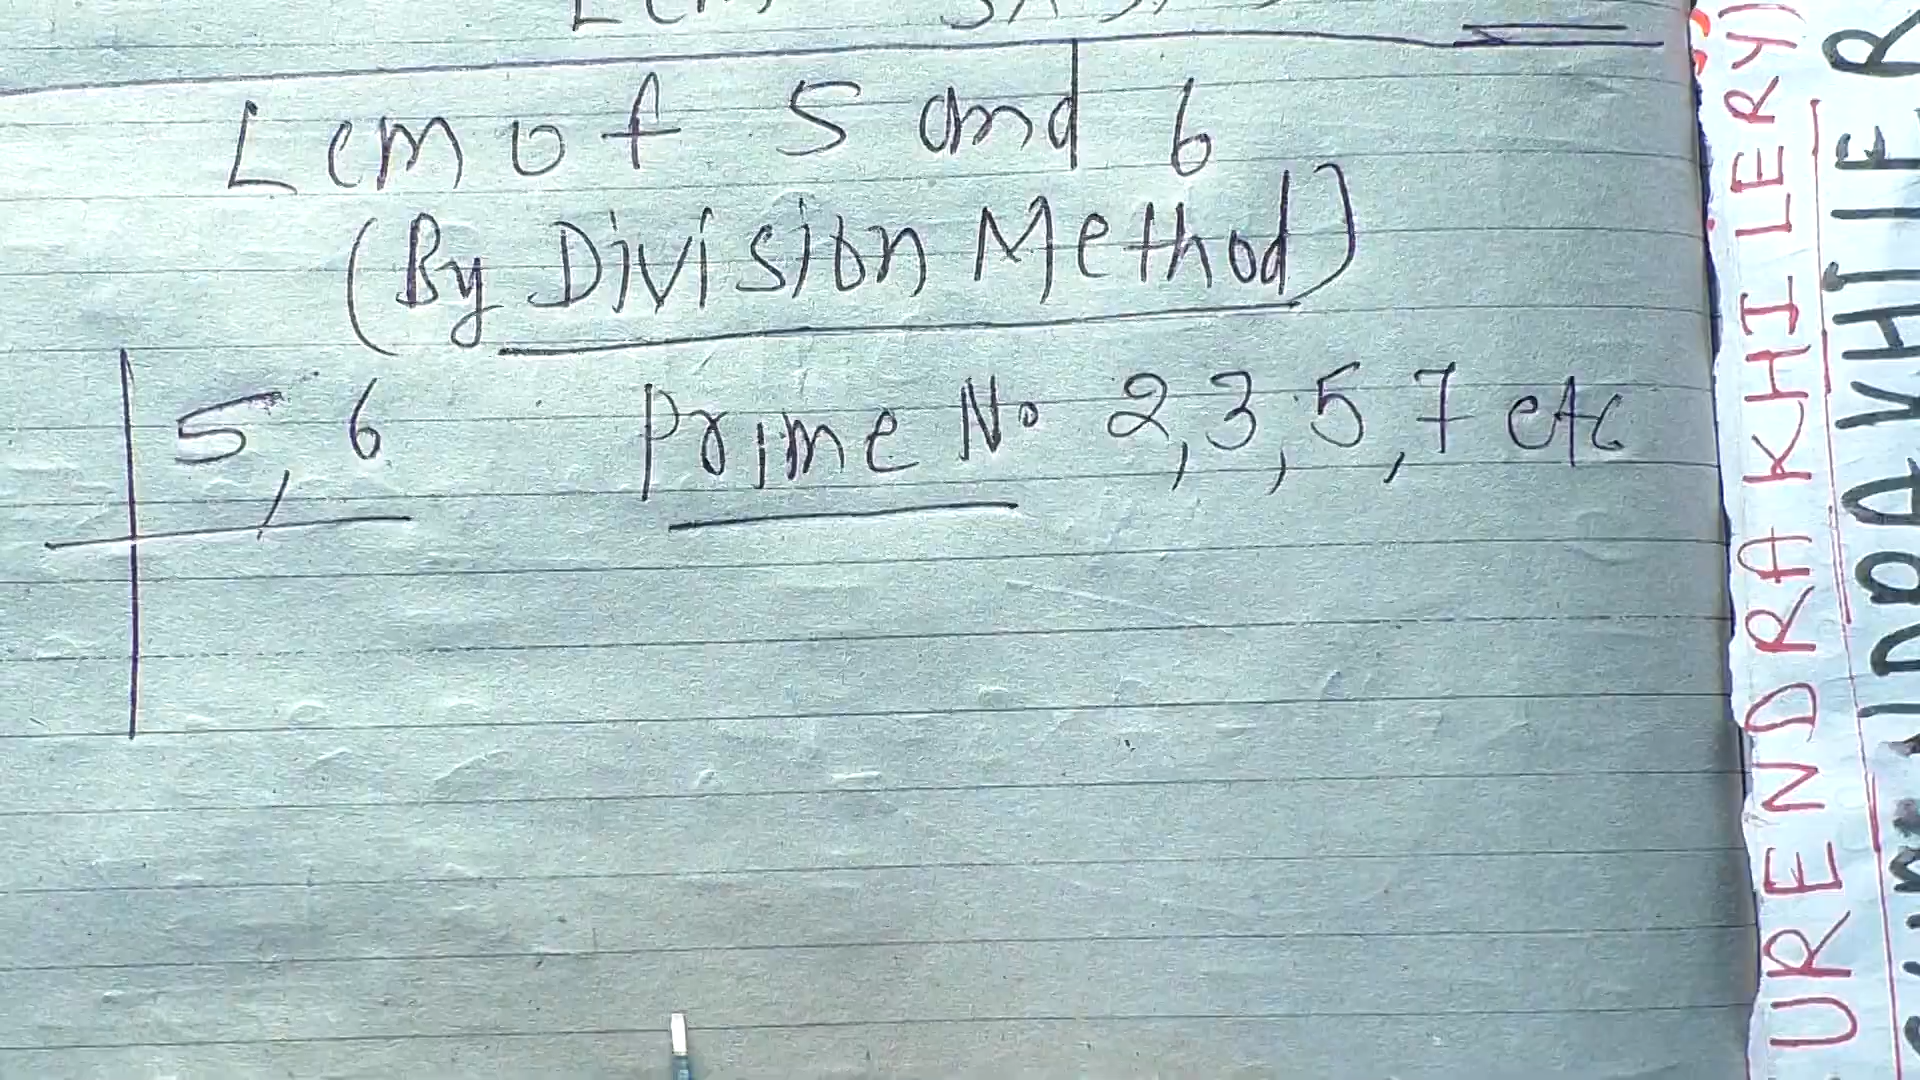 Lcm of 5 and 6
(By Division Method)
5, 6
Prime No 2, 3, 5, 7 etc
URENDRA KHILERY)